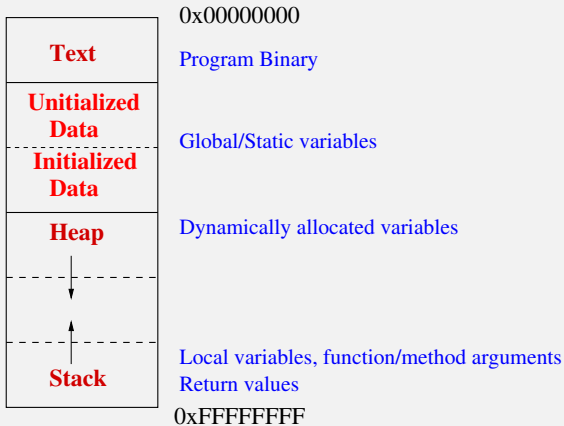 0x00000000
Text
Program Binary
Unitialized
Data
Global/Static variables
Initialized
Data
Heap
Dynamically allocated variables
Local variables, function/method arguments
Stack
Return values
0xFFFFFFFF